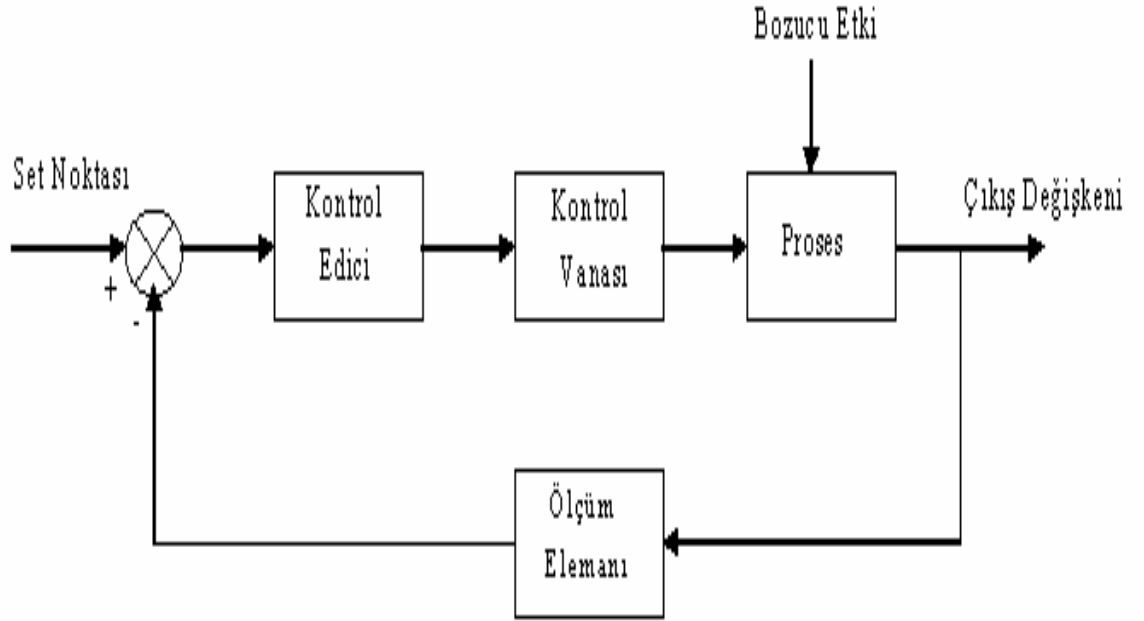 Bozucu Etki
Set Noktası
Kontrol
Edici
Kontrol
Vanası
Proses
Çıkış Değişkeni
+
-
Ölçüm
Elemanı